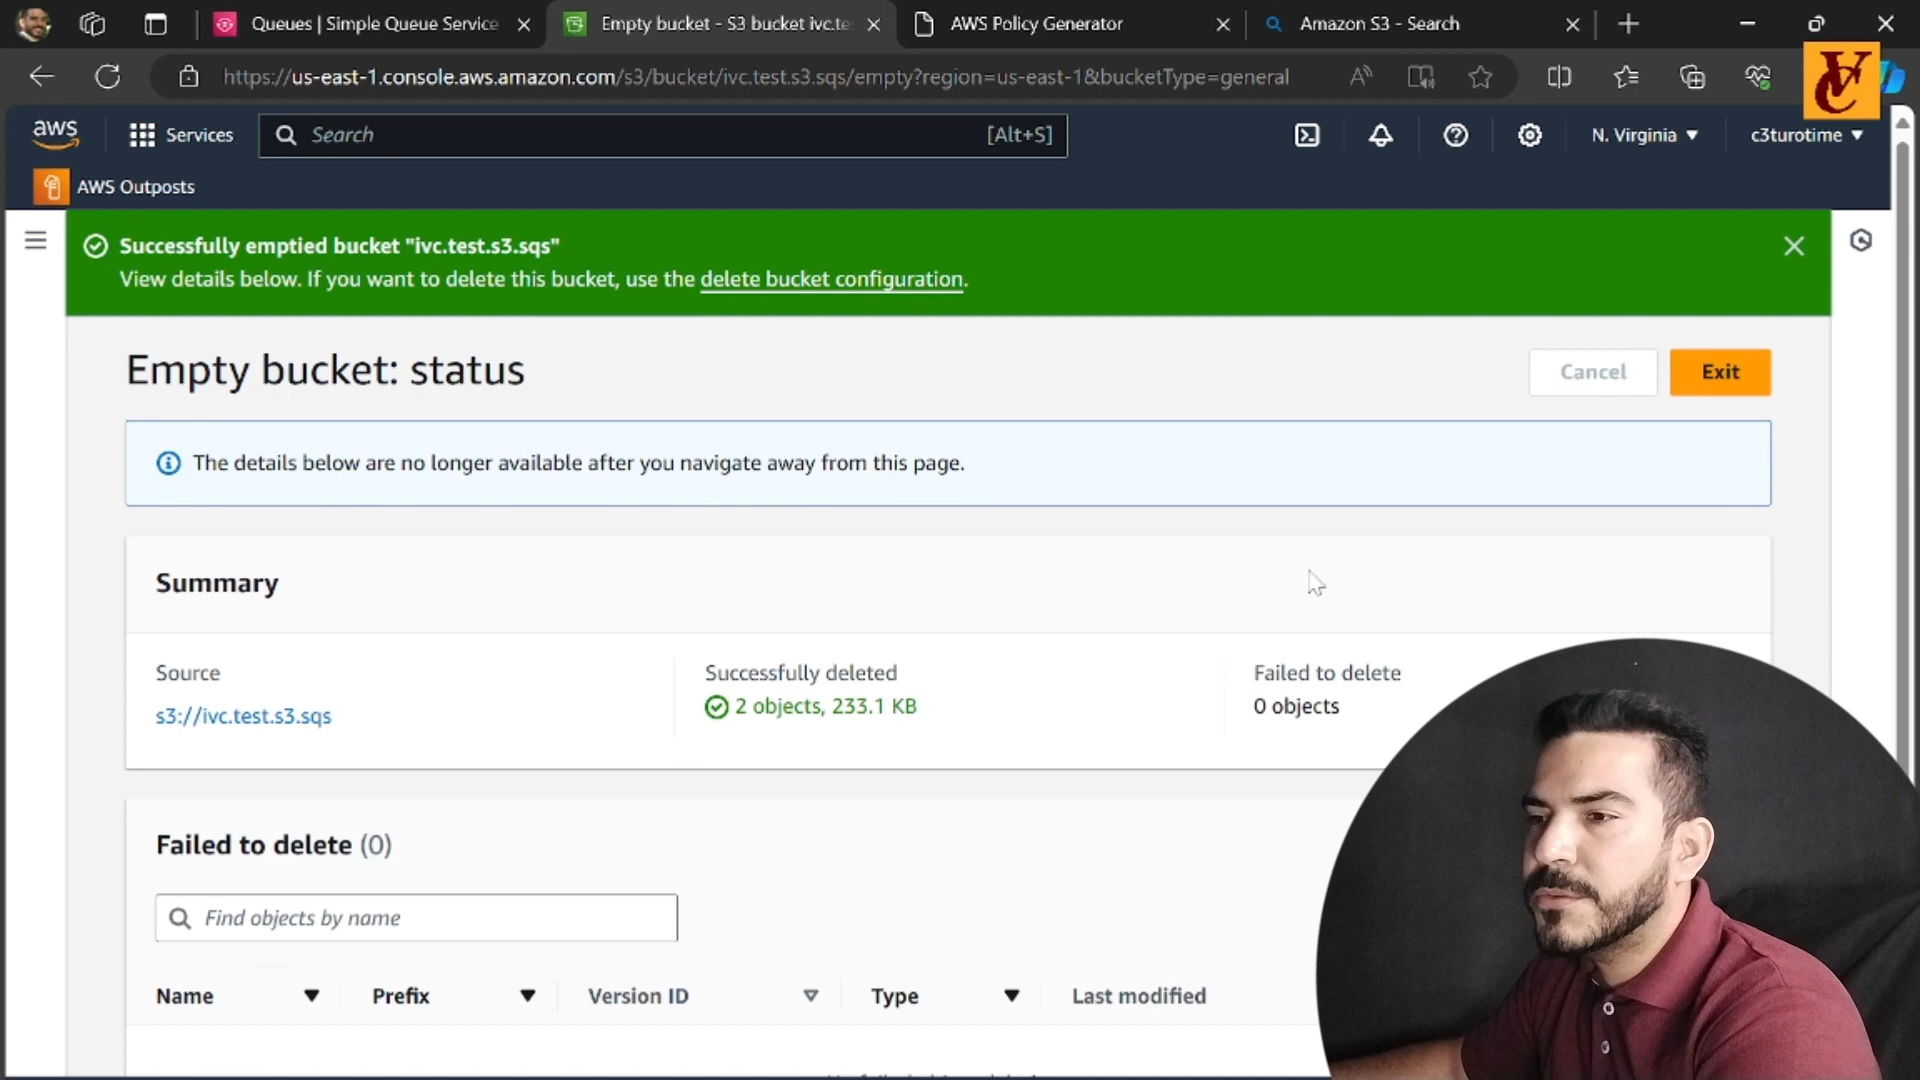 Queues | Simple Queue Service
Empty bucket - S3 bucket ivc.te
AWS Policy Generator
Amazon S3 - Search
https://us-east-1.console.aws.amazon.com/s3/bucket/ivc.test.s3.sqs/empty?region=us-east-1&bucketType=general
VC
aws
Services
Search
[Alt+S]
N. Virginia
c3turotime
AWS Outposts
Successfully emptied bucket "ivc.test.s3.sqs"
View details below. If you want to delete this bucket, use the delete bucket configuration.
Empty bucket: status
Cancel
Exit
The details below are no longer available after you navigate away from this page.
Summary
Source
Successfully deleted
Failed to delete
s3://ivc.test.s3.sqs
2 objects, 233.1 KB
0 objects
Failed to delete (0)
Find objects by name
Name
Prefix
Version ID
Type
Last modified